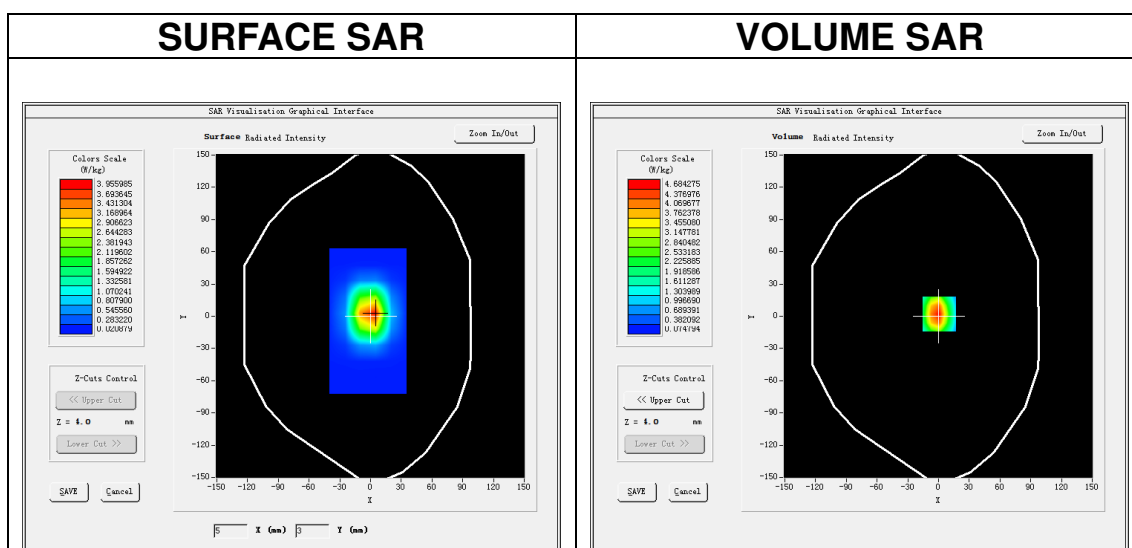 SURFACE SAR
VOLUME SAR
SAR Visualisation Graphical Interface
Surface Radiated Intensity
Zoom In/Out
Colors Scale
(W/kg)
3.955985
3.693645
3.431304
3.168964
2.906623
2.644283
2.381943
2.119602
1.857262
1.594922
1.332581
1.070241
0.807900
0.545560
0.283220
0.020879
Z-Cuts Control
<< Upper Cut
Z = 4.0 mm
Lower Cut >>
SAVE
Cancel
150
120
90
60
30
0
-30
-60
-90
-120
-150
Y
-150 -120 -90 -60 -30 0 30 60 90 120 150
X
5 X (mm) 3 Y (mm)
SAR Visualisation Graphical Interface
Volume Radiated Intensity
Zoom In/Out
Colors Scale
(W/kg)
4.684275
4.376976
4.069677
3.762378
3.455080
3.147781
2.840482
2.533183
2.225885
1.918586
1.611287
1.303989
0.996690
0.689391
0.382092
0.074794
Z-Cuts Control
<< Upper Cut
Z = 4.0 mm
Lower Cut >>
SAVE
Cancel
150
120
90
60
30
0
-30
-60
-90
-120
-150
Y
-150 -120 -90 -60 -30 0 30 60 90 120 150
X